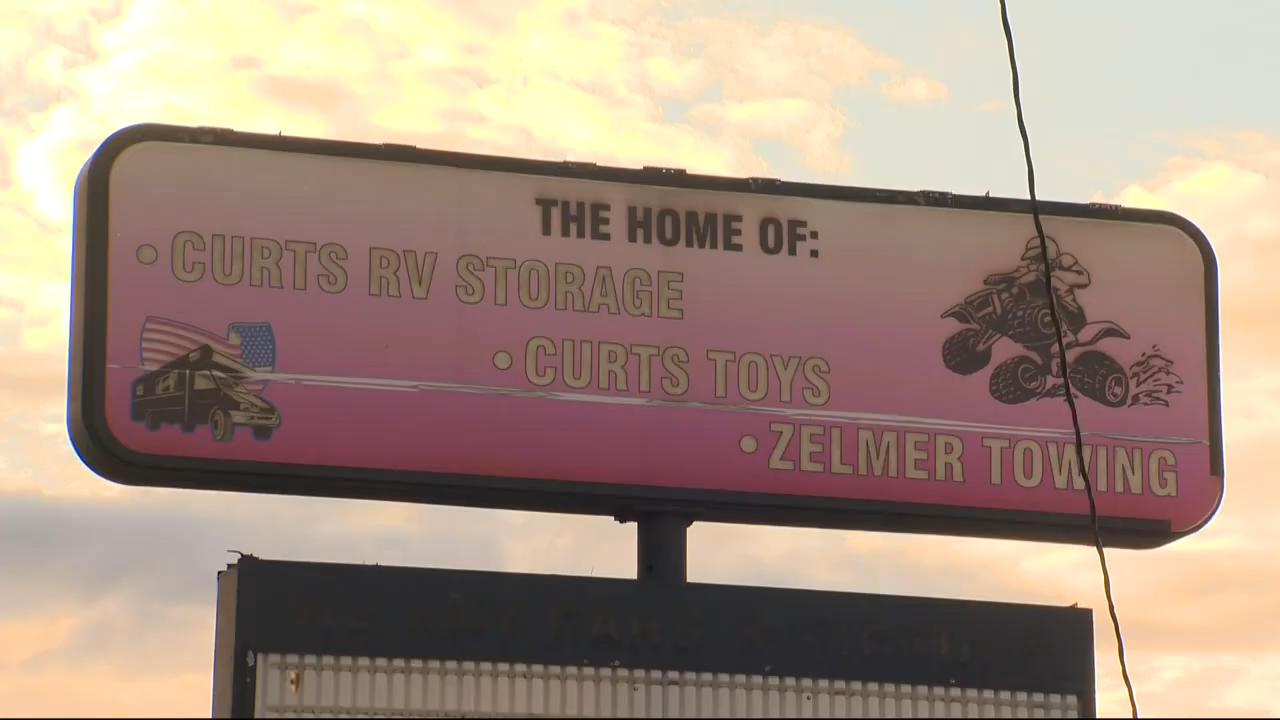 THE HOME OF:
• CURTS RV STORAGE
• CURTS TOYS
• ZELMER TOWING